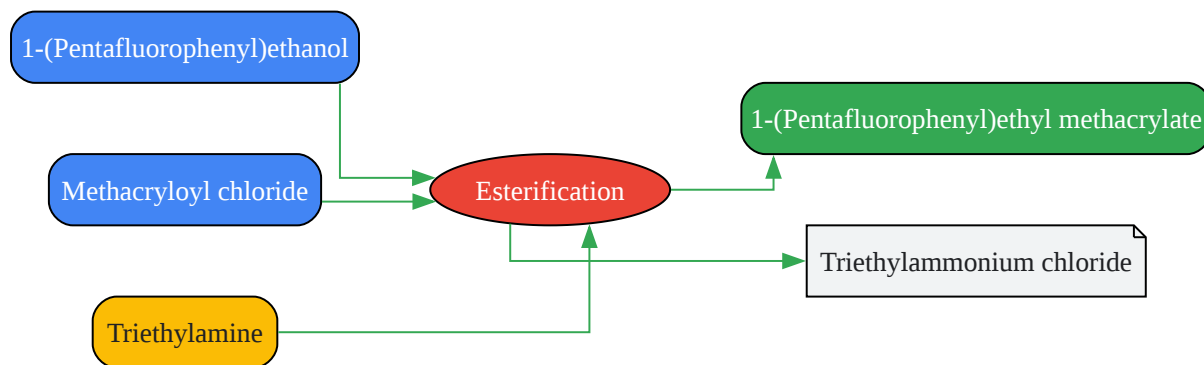 1-(Pentafluorophenyl)ethanol
Methacryloyl chloride
Triethylamine
Esterification
1-(Pentafluorophenyl)ethyl methacrylate
Triethylammonium chloride